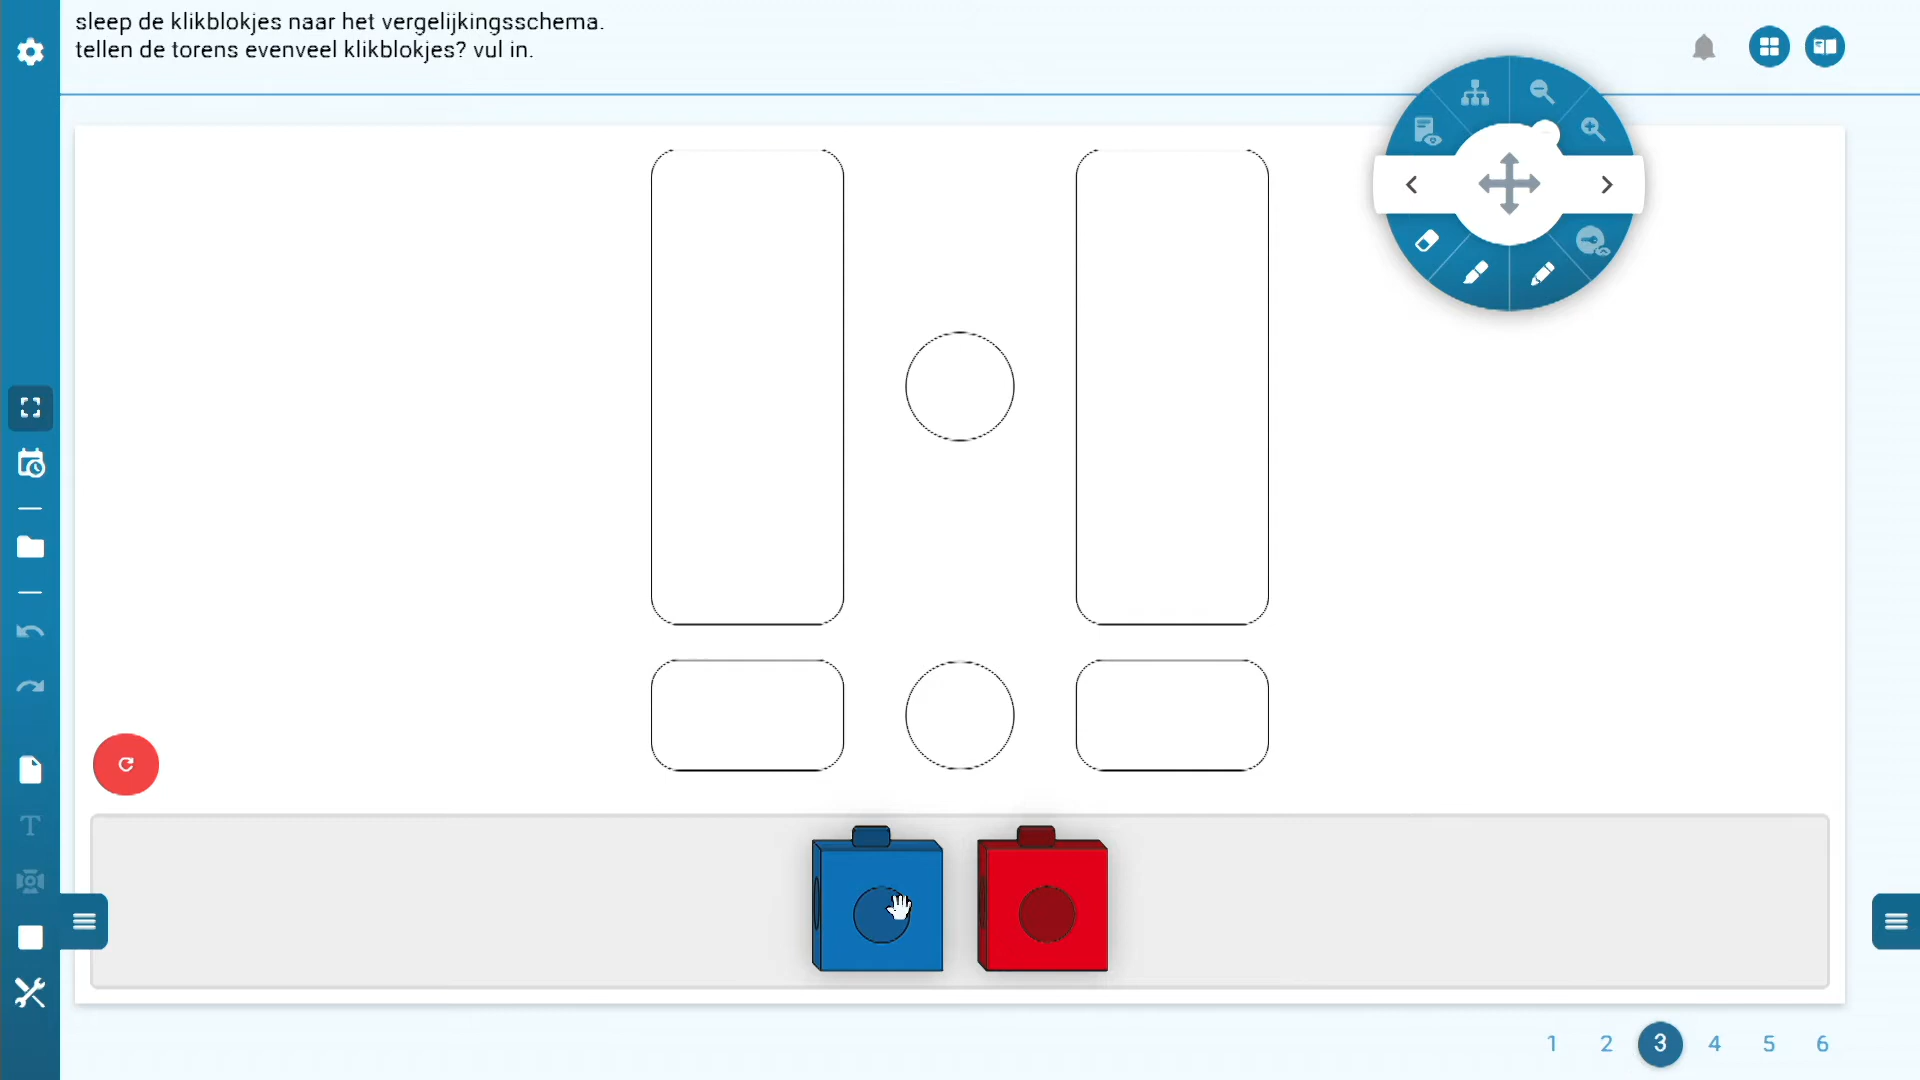 sleep de klikblokjes naar het vergelijkingsschema.
tellen de torens evenveel klikblokjes? vul in.
T
1 2 3 4 5 6